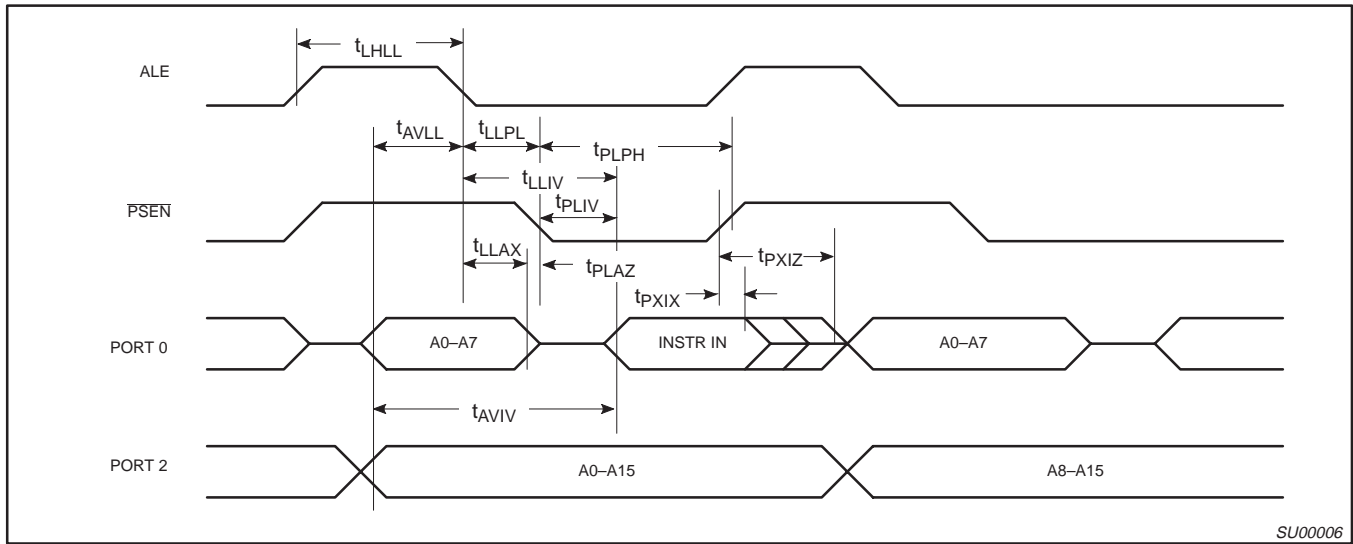 tLHLL
ALE
tAVLL tLLPL
tPLPH
tLLIV
PSEN
tPLIV
tLLAX
tPLAZ
tPXIZ
tPXIX
PORT 0 A0–A7 INSTR IN A0–A7
tAVIV
PORT 2 A0–A15 A8–A15
SU00006